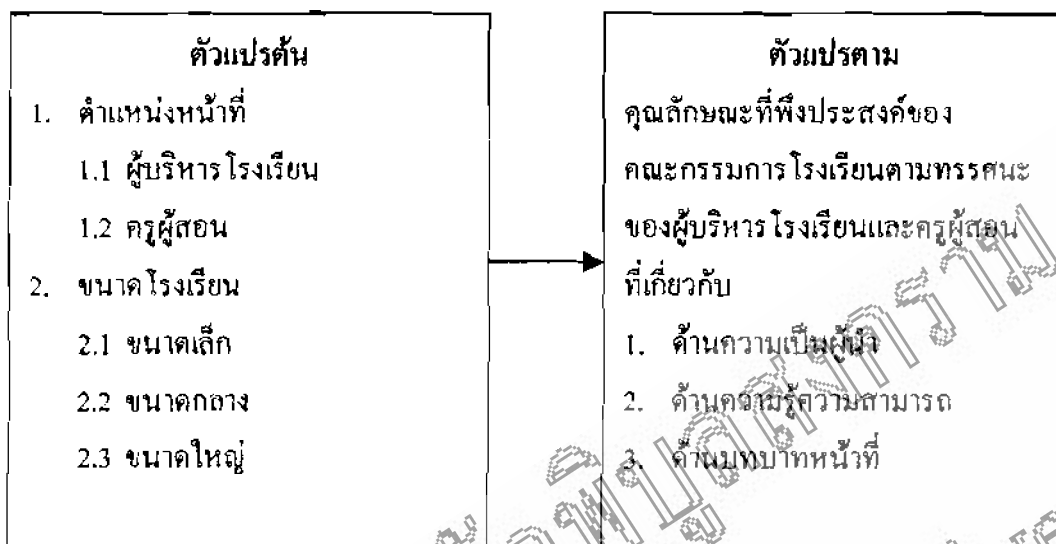 ตัวแปรต้น
1. ตำแหน่งหน้าที่
1.1 ผู้บริหารโรงเรียน
1.2 ครูผู้สอน
2. ขนาดโรงเรียน
2.1 ขนาดเล็ก
2.2 ขนาดกลาง
2.3 ขนาดใหญ่
ตัวแปรตาม
คุณลักษณะที่พึงประสงค์ของ
คณะกรรมการโรงเรียนตามทรรศนะ
ของผู้บริหารโรงเรียนและครูผู้สอน
ที่เกี่ยวกับ
1. ด้านความเป็นผู้นำ
2. ด้านความรู้ความสามารถ
3. ด้านบทบาทหน้าที่